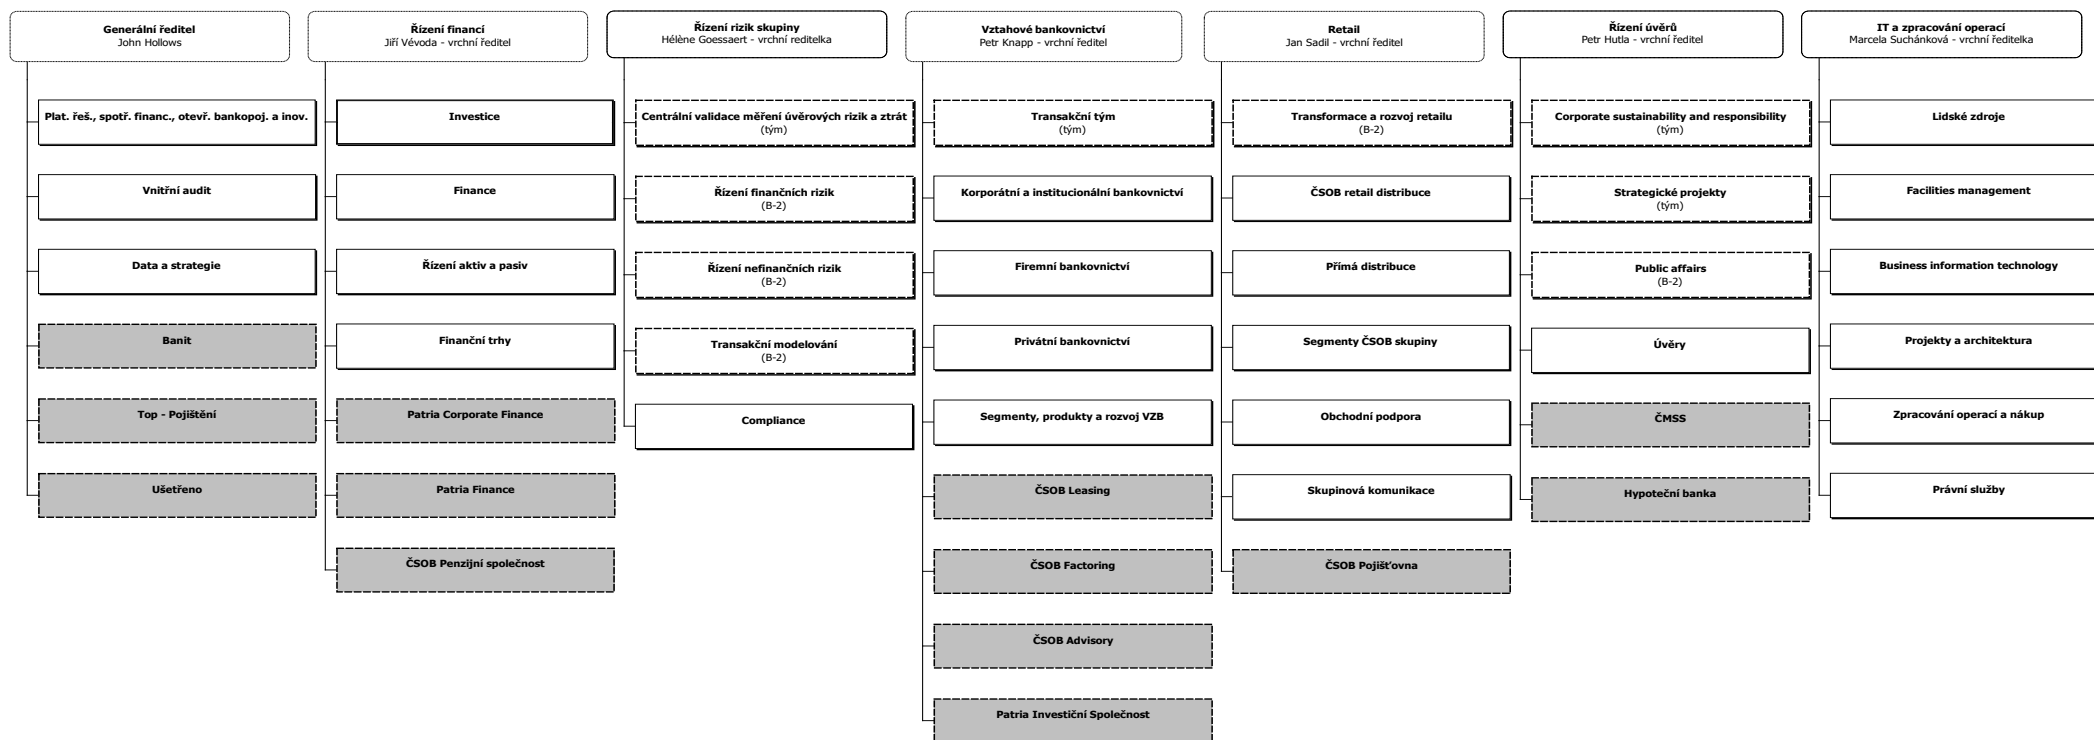 Generální ředitel
John Hollows
Plat. řeš., spotř. financ., otevř. bankopoj. a inov.
Vnitřní audit
Data a strategie
Banit
Top - Pojištění
Ušetřeno
Řízení financí
Jiří Vévoda - vrchní ředitel
Investice
Finance
Řízení aktiv a pasiv
Finanční trhy
Patria Corporate Finance
Patria Finance
ČSOB Penzijní společnost
Řízení rizik skupiny
Hélène Goessaert - vrchní reditelka
Centrální validace měření úvěrových rizik a ztrát
(tým)
Řízení finančních rizik
(B-2)
Řízení nefinančních rizik
(B-2)
Transakční modelování
(B-2)
Compliance
Vztahové bankovnictví
Petr Knapp - vrchní ředitel
Transakční tým
(tým)
Korporátní a institucionální bankovnictví
Firemní bankovnictví
Privátní bankovnictví
Segmenty, produkty a rozvoj VZB
ČSOB Leasing
ČSOB Factoring
ČSOB Advisory
Patria Investiční Společnost
Retail
Jan Sadil - vrchní ředitel
Transformace a rozvoj retailu
(B-2)
ČSOB retail distribuce
Přímá distribuce
Segmenty ČSOB skupiny
Obchodní podpora
Skupinová komunikace
ČSOB Pojišťovna
Řízení úvěrů
Petr Hutla - vrchní ředitel
Corporate sustainability and responsibility
(tým)
Strategické projekty
(tým)
Public affairs
(B-2)
Úvěry
ČMSS
Hypoteční banka
IT a zpracování operací
Marcela Suchánková - vrchní ředitelka
Lidské zdroje
Facilities management
Business information technology
Projekty a architektura
Zpracování operací a nákup
Právní služby